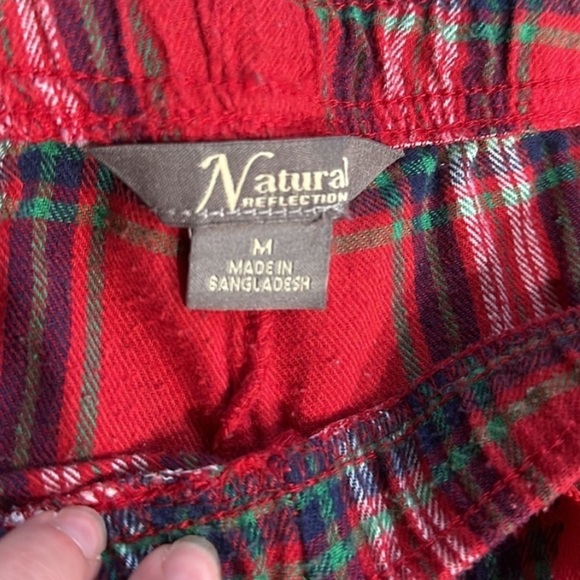 Natural
REFLECTION
M
MADE IN
BANGLADESH